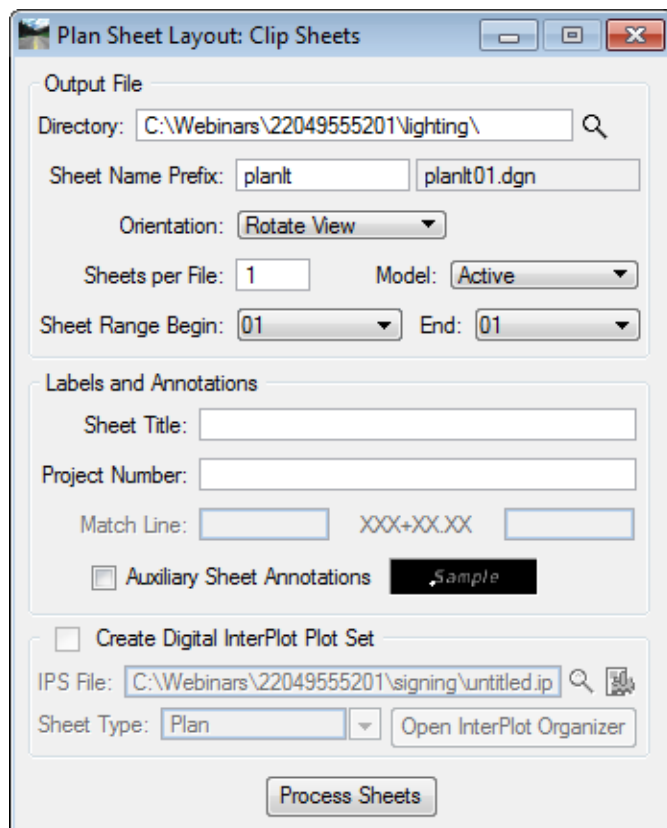 Plan Sheet Layout: Clip Sheets
Output File
Directory: C:\Webinars\22049555201\lighting\
Sheet Name Prefix: planlt planlt01.dgn
Orientation: Rotate View
Sheets per File: 1 Model: Active
Sheet Range Begin: 01 End: 01
Labels and Annotations
Sheet Title:
Project Number:
Match Line: XXX+XX.XX
Auxiliary Sheet Annotations Sample
Create Digital InterPlot Plot Set
IPS File: C:\Webinars\22049555201\signing\untitled.ip
Sheet Type: Plan Open InterPlot Organizer
Process Sheets